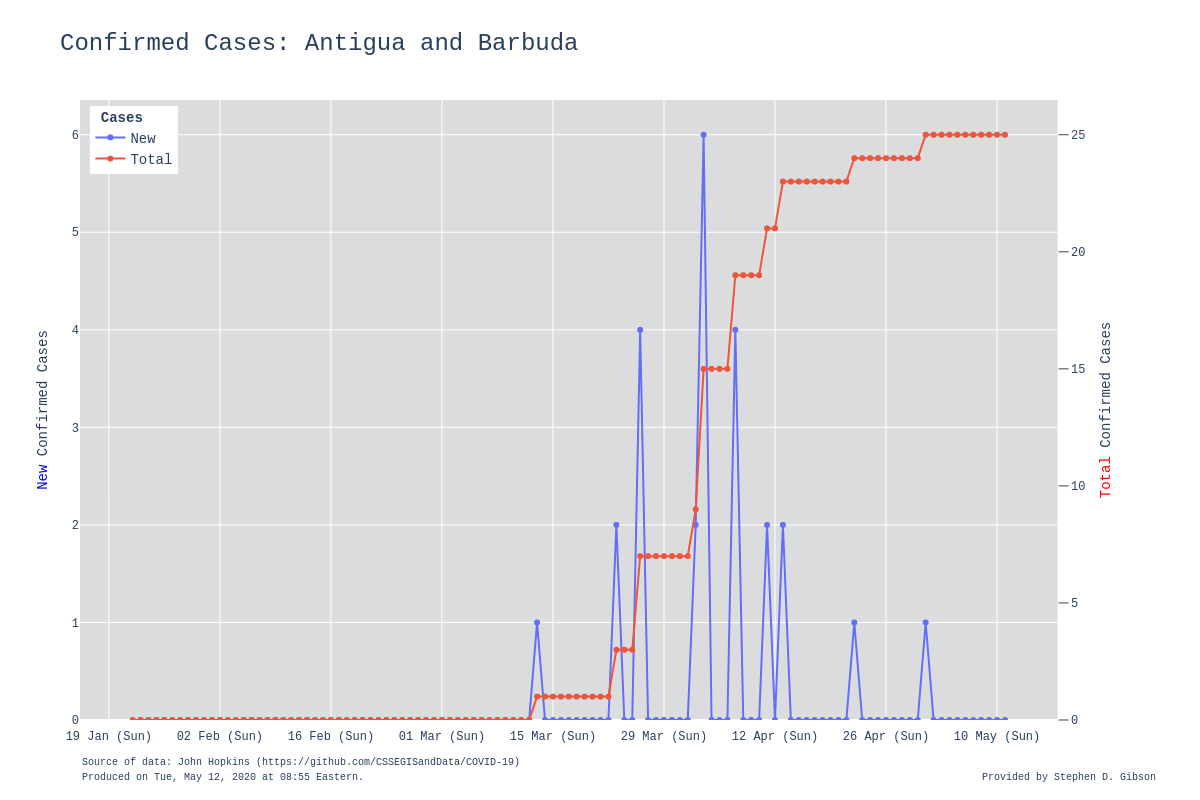 Confirmed Cases: Antigua and Barbuda
Cases
New
Total
6
5
4
3
2
1
0
25
20
15
10
5
0
New Confirmed Cases
Total Confirmed Cases
19 Jan (Sun) 02 Feb (Sun) 16 Feb (Sun) 01 Mar (Sun) 15 Mar (Sun) 29 Mar (Sun) 12 Apr (Sun) 26 Apr (Sun) 10 May (Sun)
Source of data: John Hopkins (https://github.com/CSSEGISandData/COVID-19)
Produced on Tue, May 12, 2020 at 08:55 Eastern.
Provided by Stephen D. Gibson